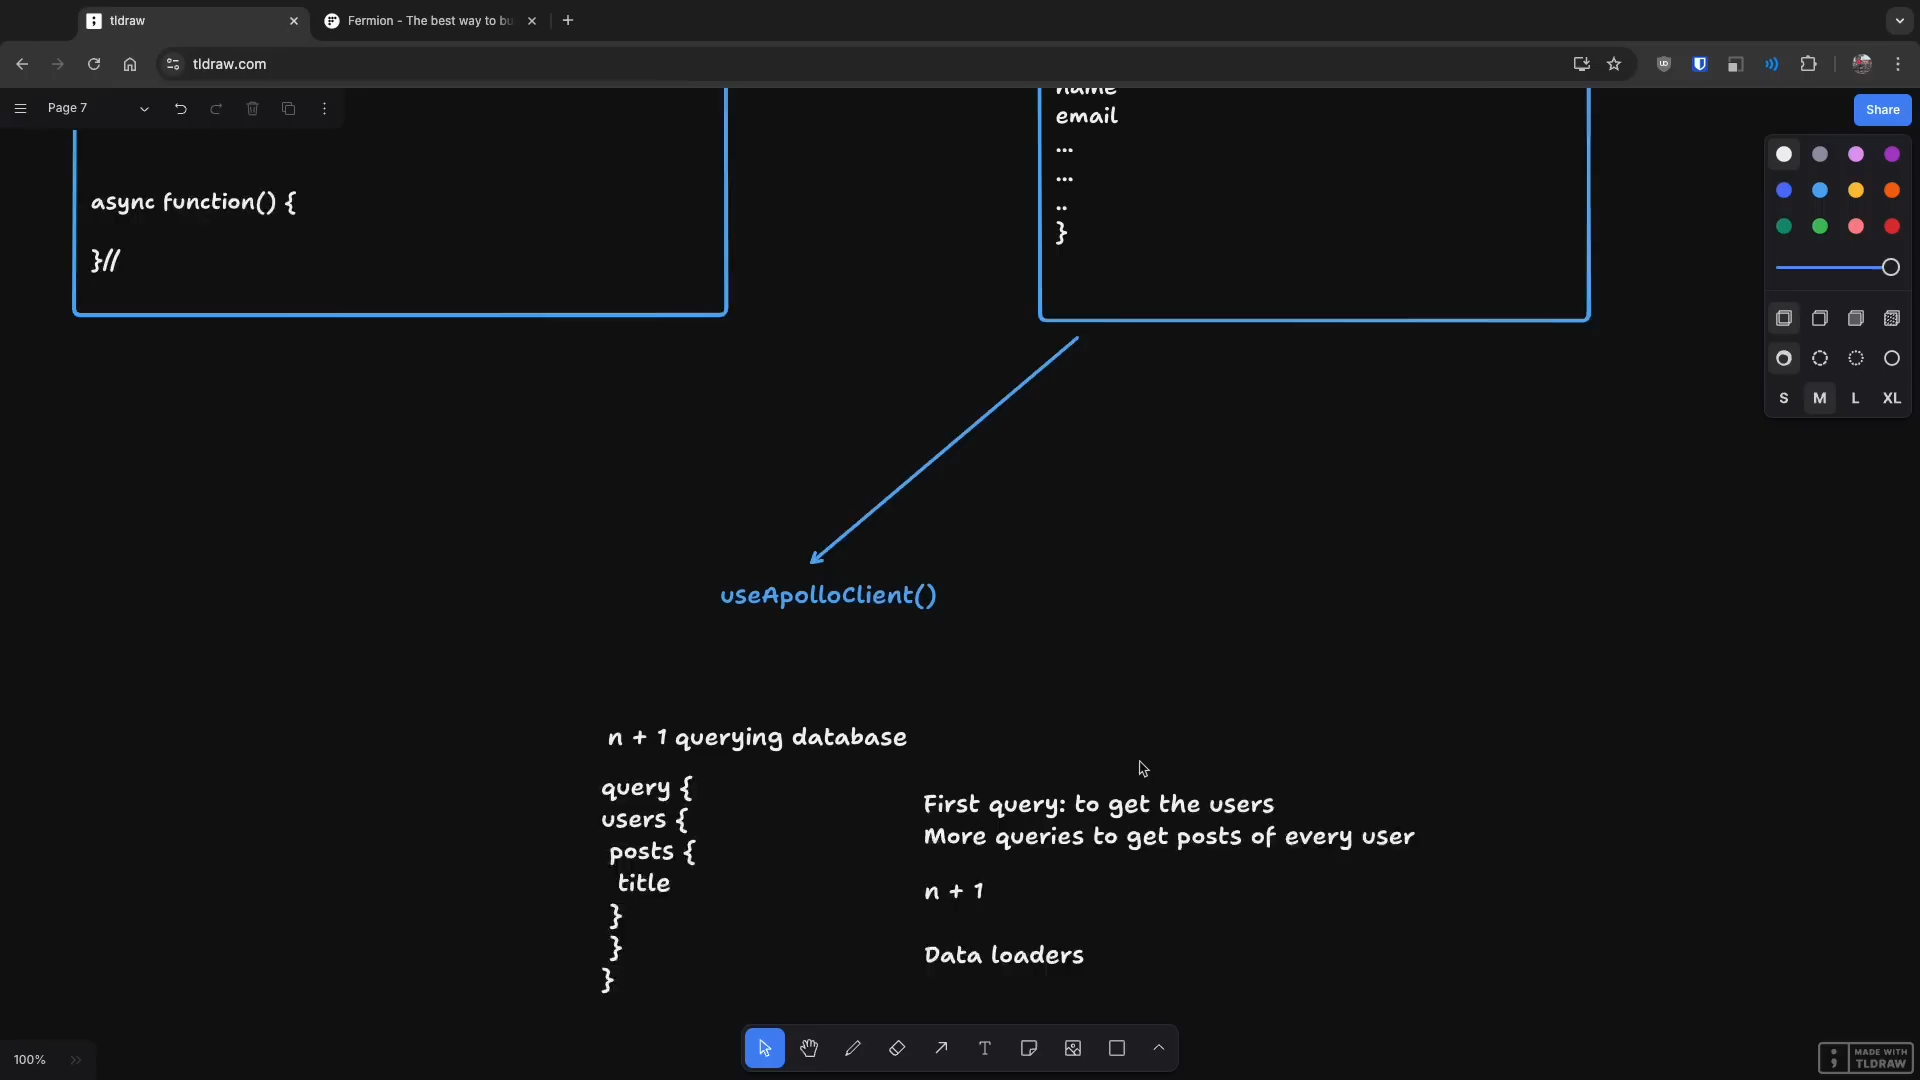 tldraw
Fermion - The best way to bu
tldraw.com
Page 7
Share
name
email
...
...
..
}
async function() {
}//
useApolloClient()
n + 1 querying database
query {
users {
posts {
title
}
}
}
First query: to get the users
More queries to get posts of every user
n + 1
Data loaders
S M L XL
100%
MADE WITH
TLDRAW